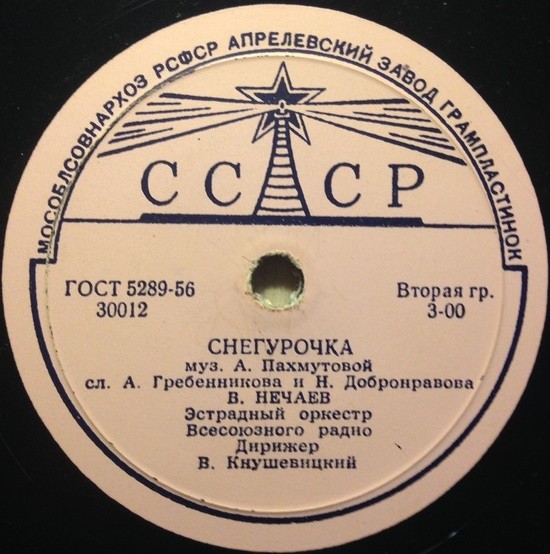 МОСОБЛСОВНАРХОЗ РСФСР АПРЕЛЕВСКИЙ ЗАВОД ГРАМПЛАСТИНОК
СССР
ГОСТ 5289-56
30012
Вторая гр.
3-00
СНЕГУРОЧКА
муз. А. Пахмутовой
сл. А. Гребенникова и Н. Добронравова
В. НЕЧАЕВ
Эстрадный оркестр
Всесоюзного радио
Дирижер
В. Кнушевицкий